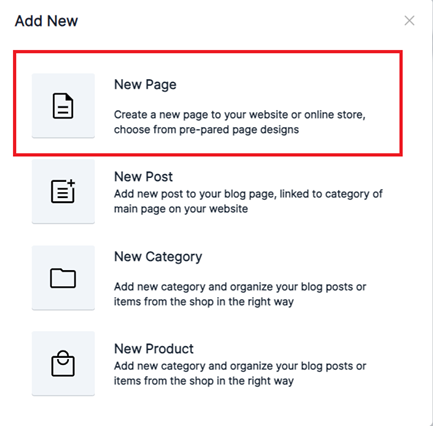 Add New
New Page
Create a new page to your website or online store,
choose from pre-pared page designs
New Post
Add new post to your blog page, linked to category of
main page on your website
New Category
Add new category and organize your blog posts or
items from the shop in the right way
New Product
Add new category and organize your blog posts or
items from the shop in the right way